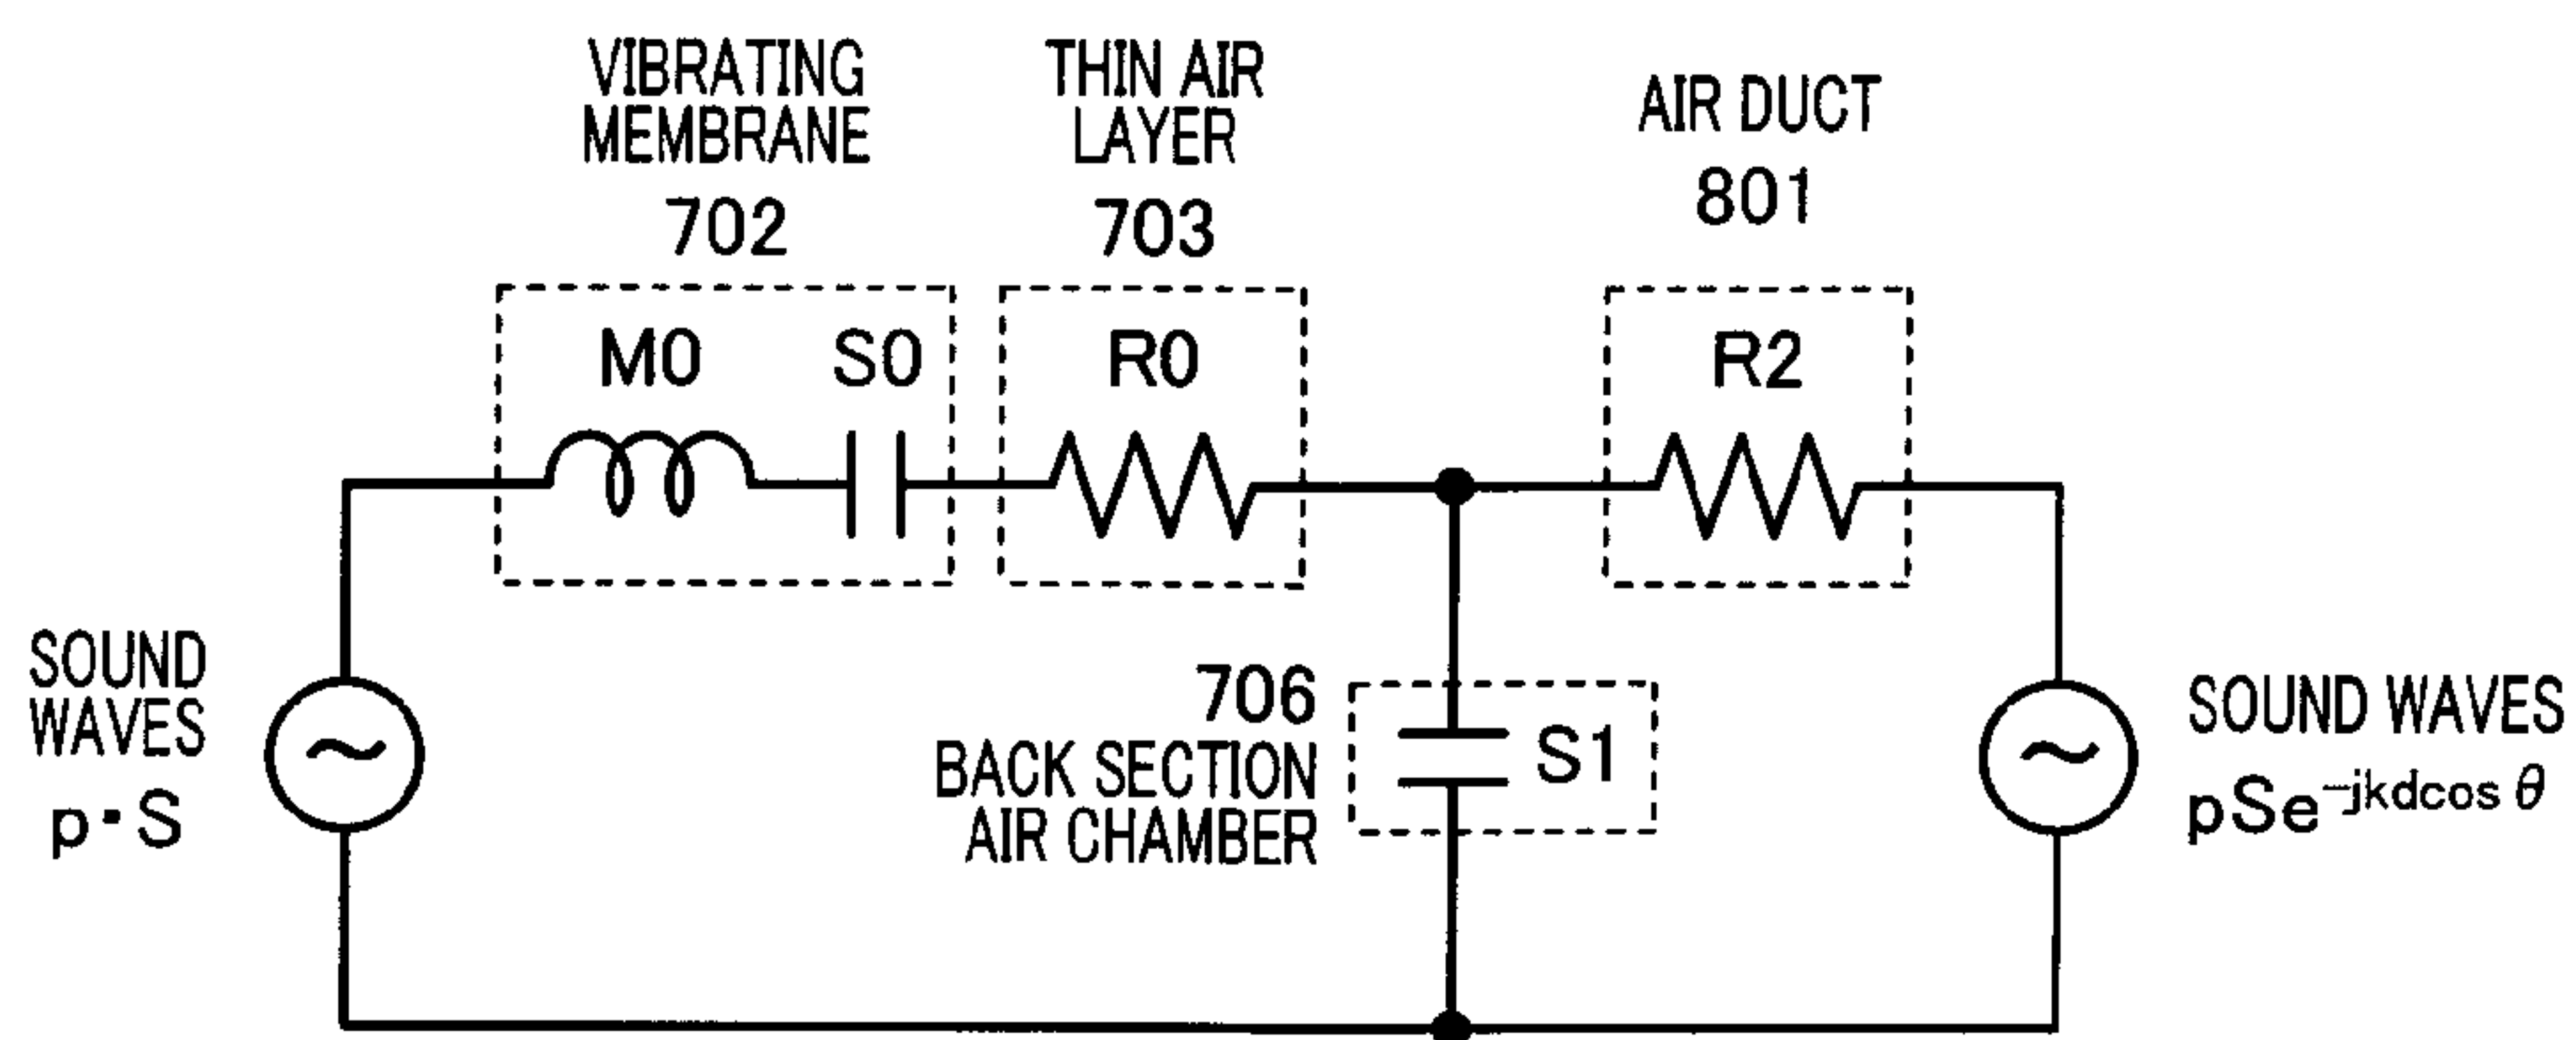 VIBRATING
MEMBRANE
702
THIN AIR
LAYER
703
AIR DUCT
801
M0
S0
R0
R2
SOUND
WAVES
p・S
706
BACK SECTION
AIR CHAMBER
S1
SOUND WAVES
pSe^-jkdcos θ